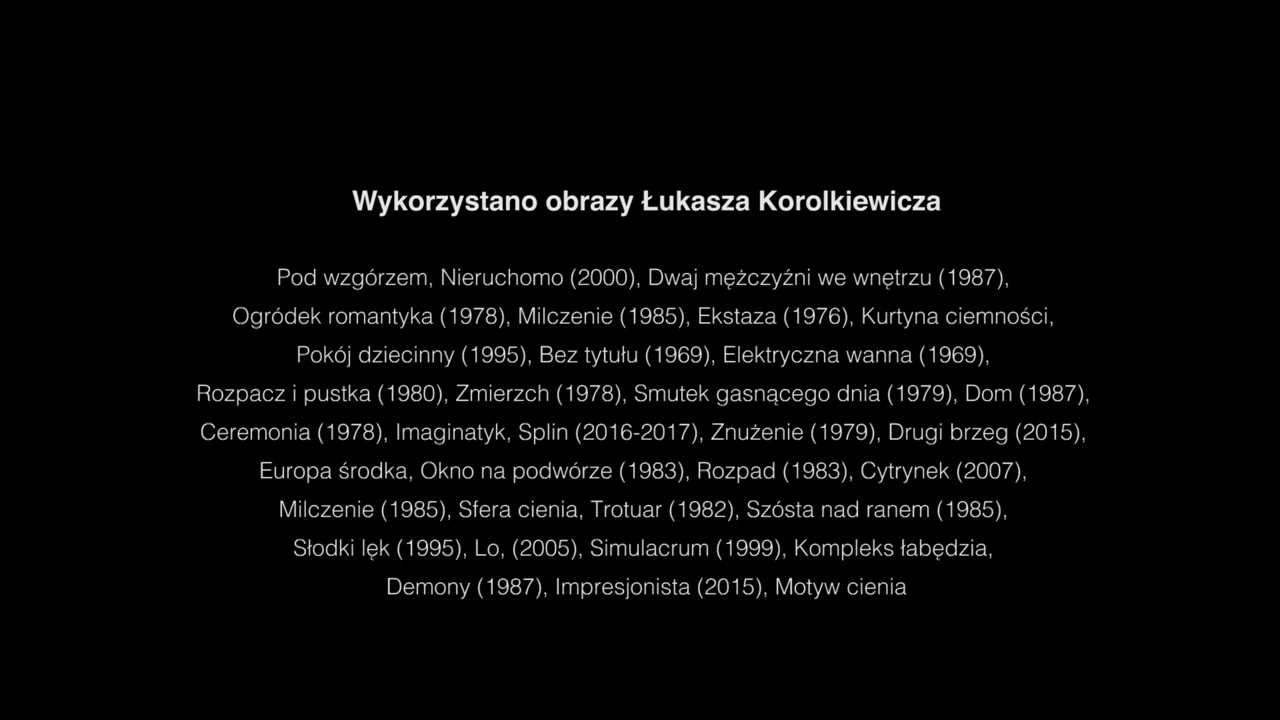 Wykorzystano obrazy Łukasza Korolkiewicza
Pod wzgórzem, Nieruchomo (2000), Dwaj mężczyźni we wnętrzu (1987),
Ogródek romantyka (1978), Milczenie (1985), Ekstaza (1976), Kurtyna ciemności,
Pokój dziecinny (1995), Bez tytułu (1969), Elektryczna wanna (1969),
Rozpacz i pustka (1980), Zmierzch (1978), Smutek gasnącego dnia (1979), Dom (1987),
Ceremonia (1978), Imaginatyk, Splin (2016-2017), Znużenie (1979), Drugi brzeg (2015),
Europa środka, Okno na podwórze (1983), Rozpad (1983), Cytrynek (2007),
Milczenie (1985), Sfera cienia, Trotuar (1982), Szósta nad ranem (1985),
Słodki lęk (1995), Lo, (2005), Simulacrum (1999), Kompleks łabędzia,
Demony (1987), Impresjonista (2015), Motyw cienia